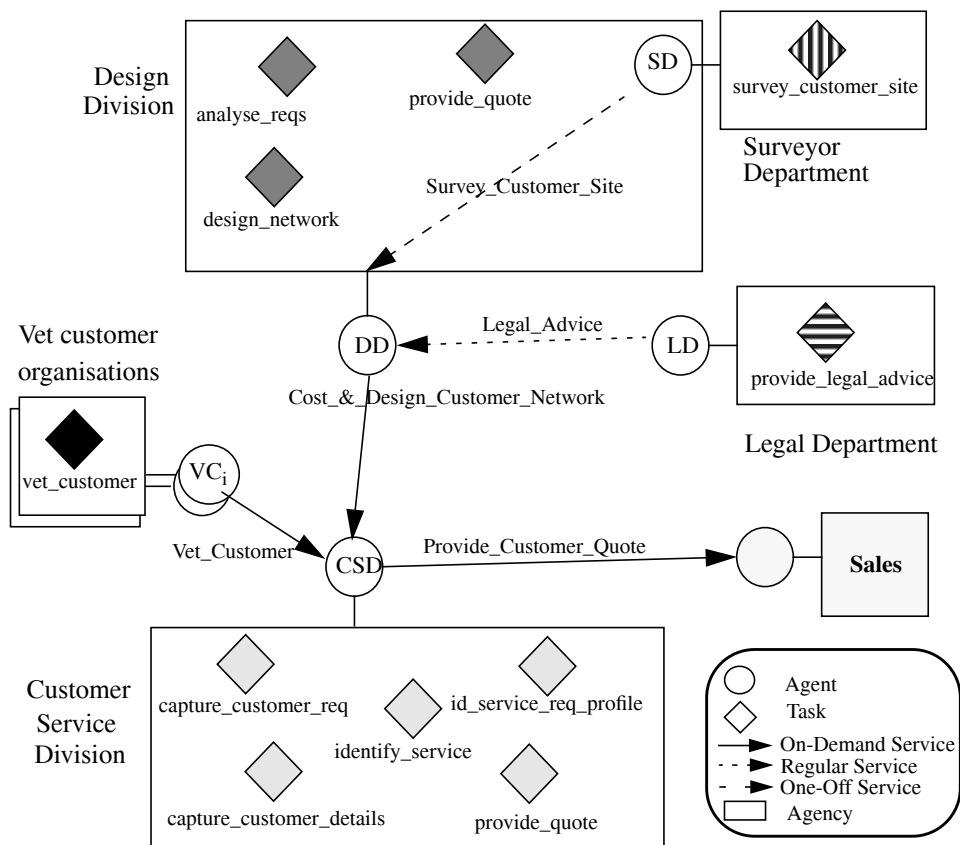 Design
Division
analyse_reqs
provide_quote
design_network
SD
survey_customer_site
Surveyor
Department
Survey_Customer_Site
Vet customer
organisations
DD
Legal_Advice
LD
provide_legal_advice
Legal Department
Cost_&_Design_Customer_Network
vet_customer
VCi
Vet_Customer
CSD
Provide_Customer_Quote
Sales
Customer
Service
Division
capture_customer_req
id_service_req_profile
identify_service
capture_customer_details
provide_quote
Agent
Task
On-Demand Service
Regular Service
One-Off Service
Agency